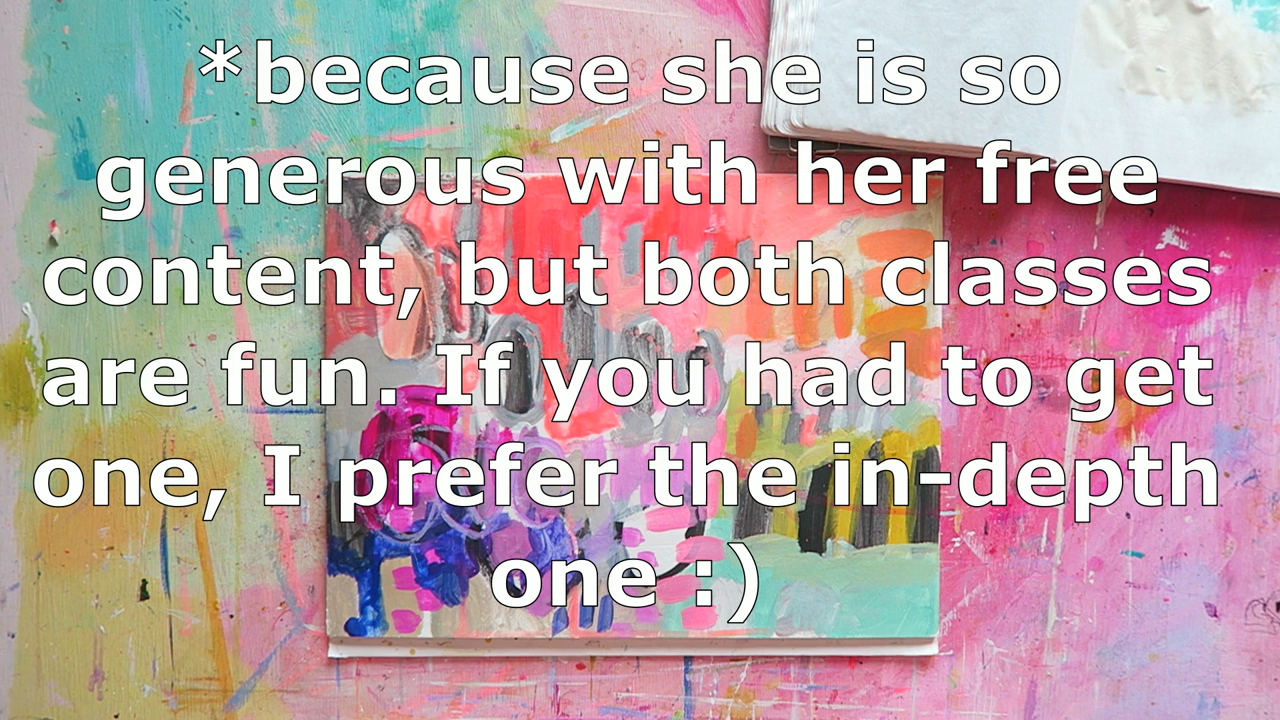 *because she is so
generous with her free
content, but both classes
are fun. If you had to get
one, I prefer the in-depth
one :)